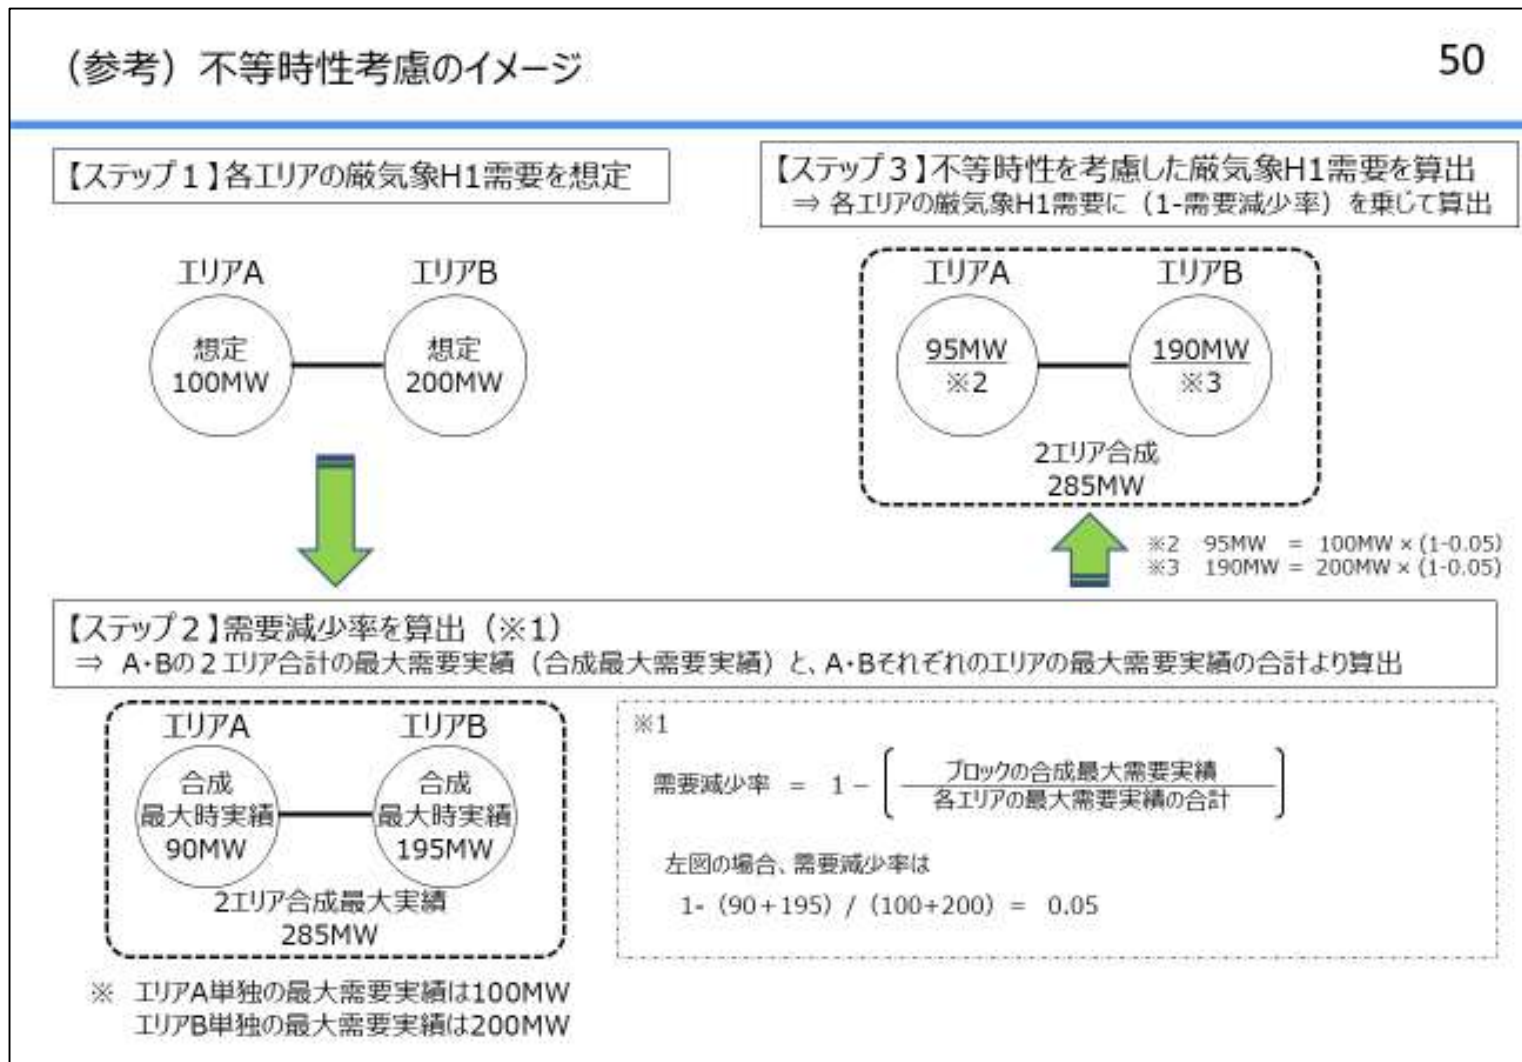 （参考）不等時性考慮のイメージ
50
【ステップ１】各エリアの厳気象H1需要を想定
エリアA
エリアB
想定
100MW
想定
200MW
【ステップ３】不等時性を考慮した厳気象H1需要を算出
⇒ 各エリアの厳気象H1需要に（1-需要減少率）を乗じて算出
エリアA
エリアB
95MW
※2
190MW
※3
2エリア合成
285MW
※2 95MW = 100MW × (1-0.05)
※3 190MW = 200MW × (1-0.05)
【ステップ２】需要減少率を算出（※1）
⇒ A・Bの２エリア合計の最大需要実績（合成最大需要実績）と、A・Bそれぞれのエリアの最大需要実績の合計より算出
エリアA
エリアB
合成
最大時実績
90MW
合成
最大時実績
195MW
2エリア合成最大実績
285MW
※ エリアA単独の最大需要実績は100MW
エリアB単独の最大需要実績は200MW
※1
需要減少率 = 1 −
ブロックの合成最大需要実績
各エリアの最大需要実績の合計
左図の場合、需要減少率は
1-（90＋195）/（100+200）= 0.05